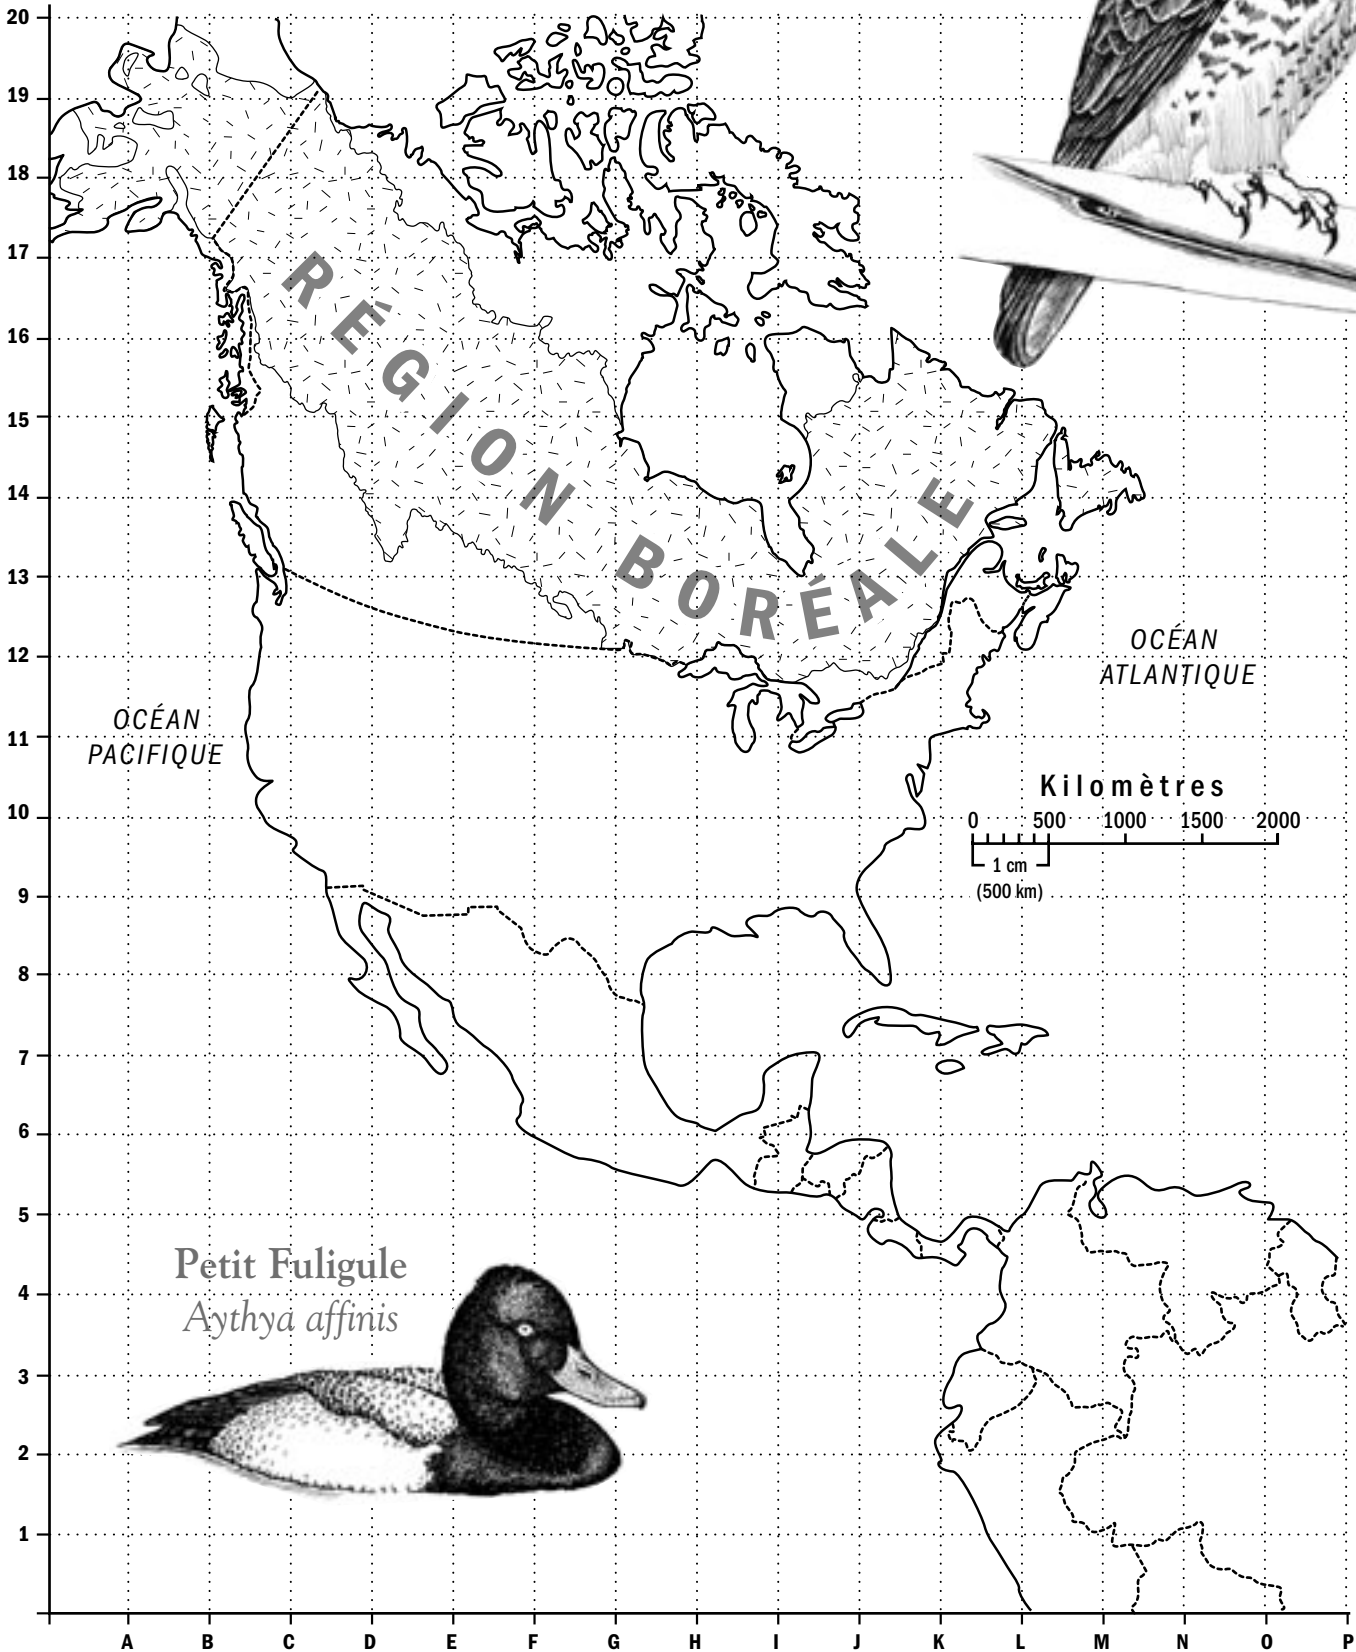 20
19
18
17
16
15
14
13
12
11
10
9
8
7
6
5
4
3
2
1
RÉGION BORÉALE
OCÉAN
PACIFIQUE
OCÉAN
ATLANTIQUE
Kilomètres
0 500 1000 1500 2000
1 cm
(500 km)
Petit Fuligule
Aythya affinis
A B C D E F G H I J K L M N O P